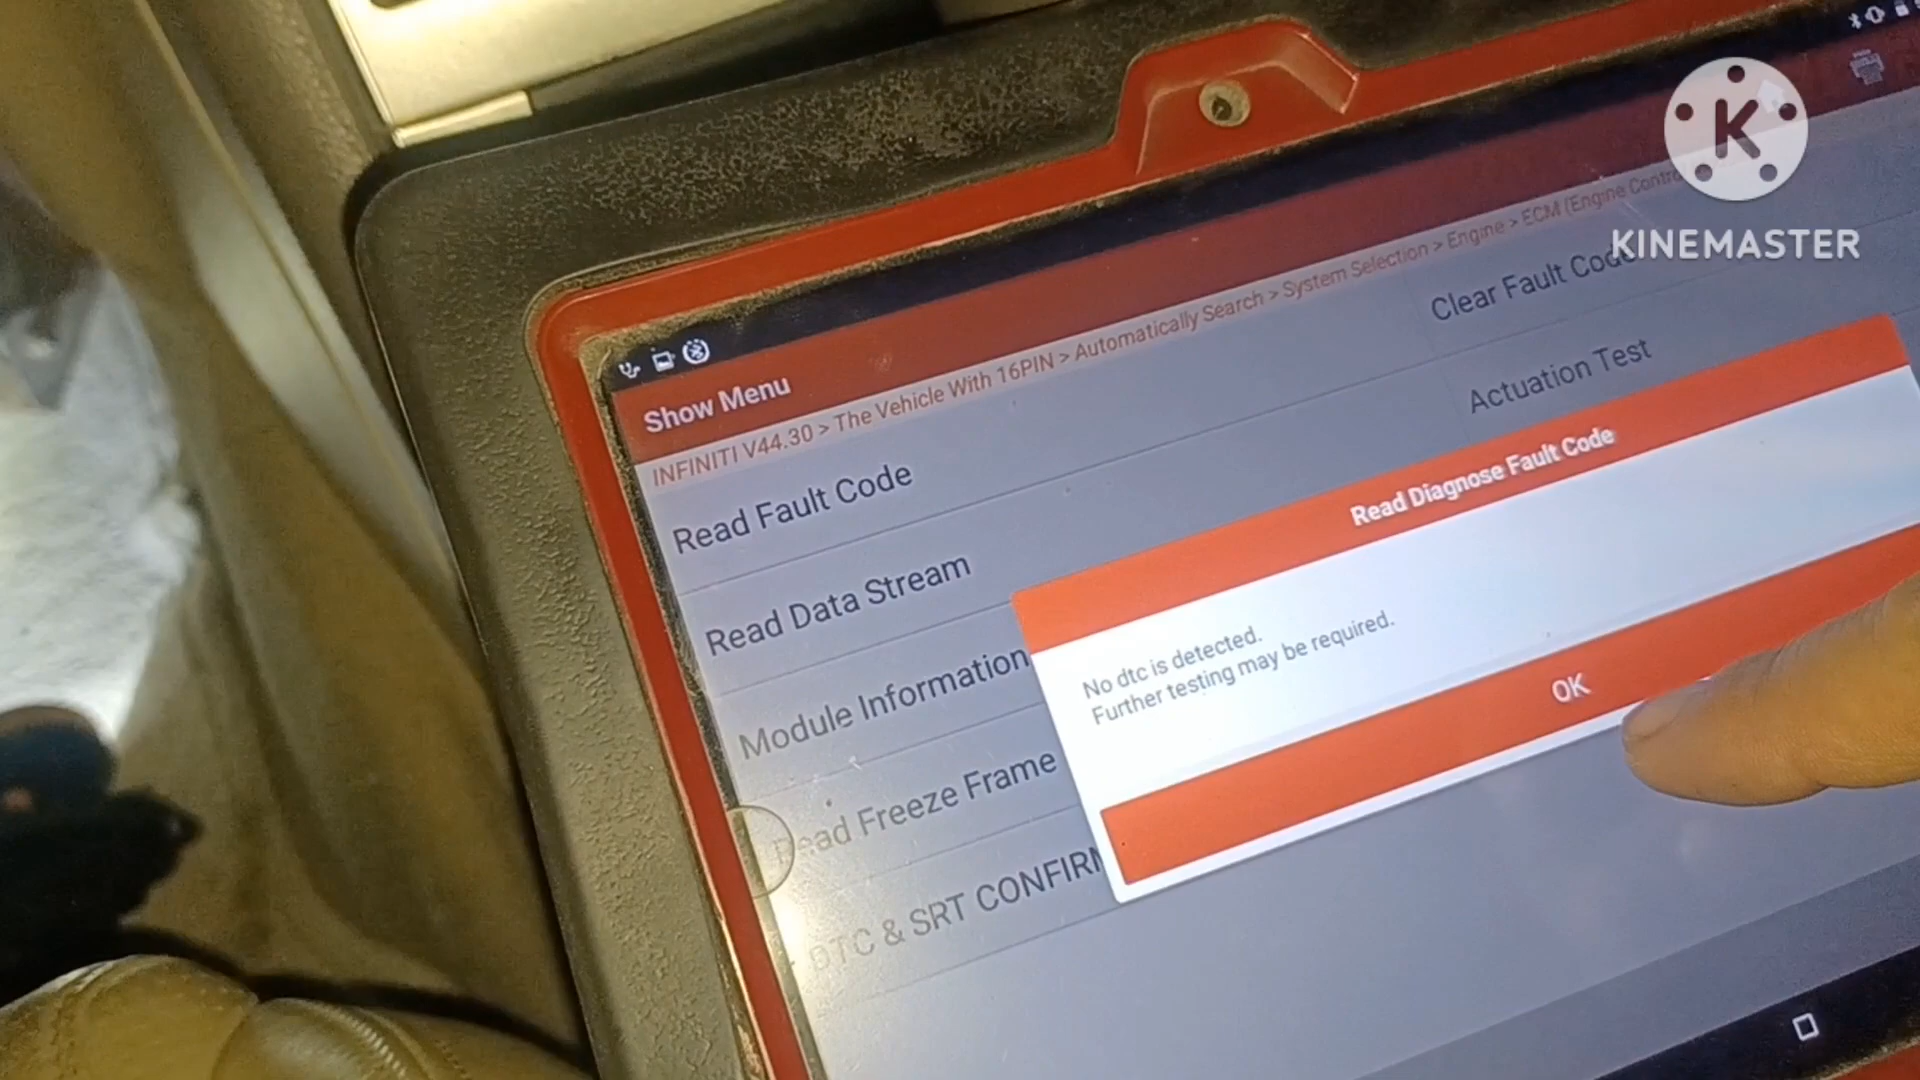 K
KINEMASTER
Show Menu
INFINITI V44.30 > The Vehicle With 16PIN > Automatically Search > System Selection > Engine > ECM (Engine Contro
Read Fault Code
Clear Fault Code
Read Data Stream
Actuation Test
Module Information
Read Freeze Frame
DTC & SRT CONFIRM
Read Diagnose Fault Code
No dtc is detected.
Further testing may be required.
OK